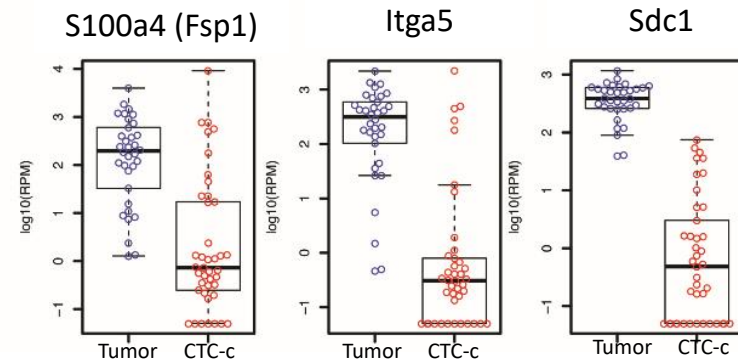 S100a4 (Fsp1)
4
3
2
1
0
−1
log10(RPM)
Tumor CTC-c
Itga5
3
2
1
0
−1
log10(RPM)
Tumor CTC-c
Sdc1
3
2
1
0
−1
log10(RPM)
Tumor CTC-c